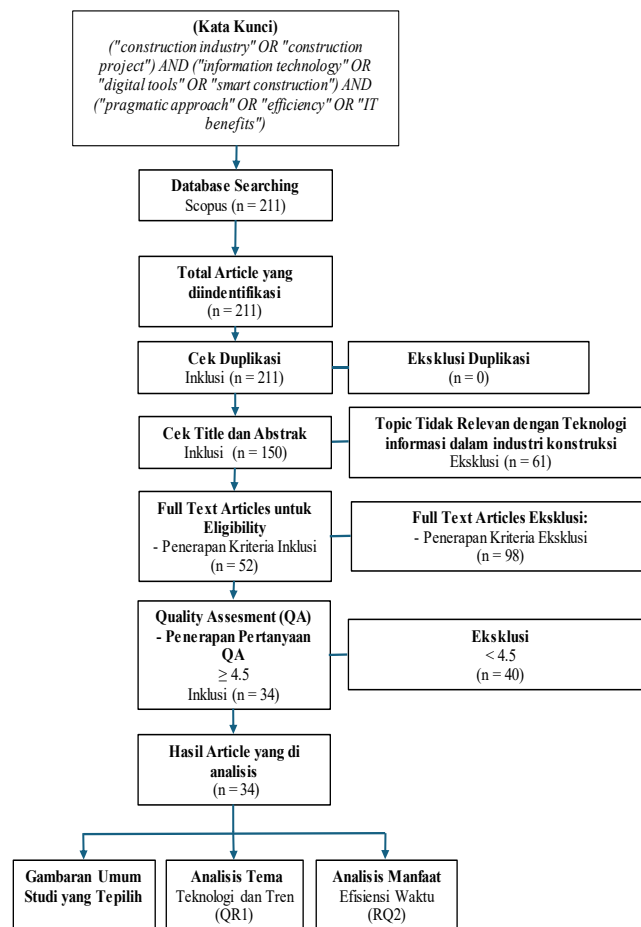 (Kata Kunci)
("construction industry" OR "construction
project") AND ("information technology" OR
"digital tools" OR "smart construction") AND
("pragmatic approach" OR "efficiency" OR "IT
benefits")
Database Searching
Scopus (n = 211)
Total Article yang
diindentifikasi
(n = 211)
Cek Duplikasi
Inklusi (n = 211)
Eksklusi Duplikasi
(n = 0)
Cek Title dan Abstrak
Inklusi (n = 150)
Topic Tidak Relevan dengan Teknologi
informasi dalam industri konstruksi
Eksklusi (n = 61)
Full Text Articles untuk
Eligibility
- Penerapan Kriteria Inklusi
(n = 52)
Full Text Articles Eksklusi:
- Penerapan Kriteria Eksklusi
(n = 98)
Quality Assesment (QA)
- Penerapan Pertanyaan
QA
≥ 4.5
Inklusi (n = 34)
Eksklusi
< 4.5
(n = 40)
Hasil Article yang di
analisis
(n = 34)
Gambaran Umum
Studi yang Tepilih
Analisis Tema
Teknologi dan Tren
(QR1)
Analisis Manfaat
Efisiensi Waktu
(RQ2)